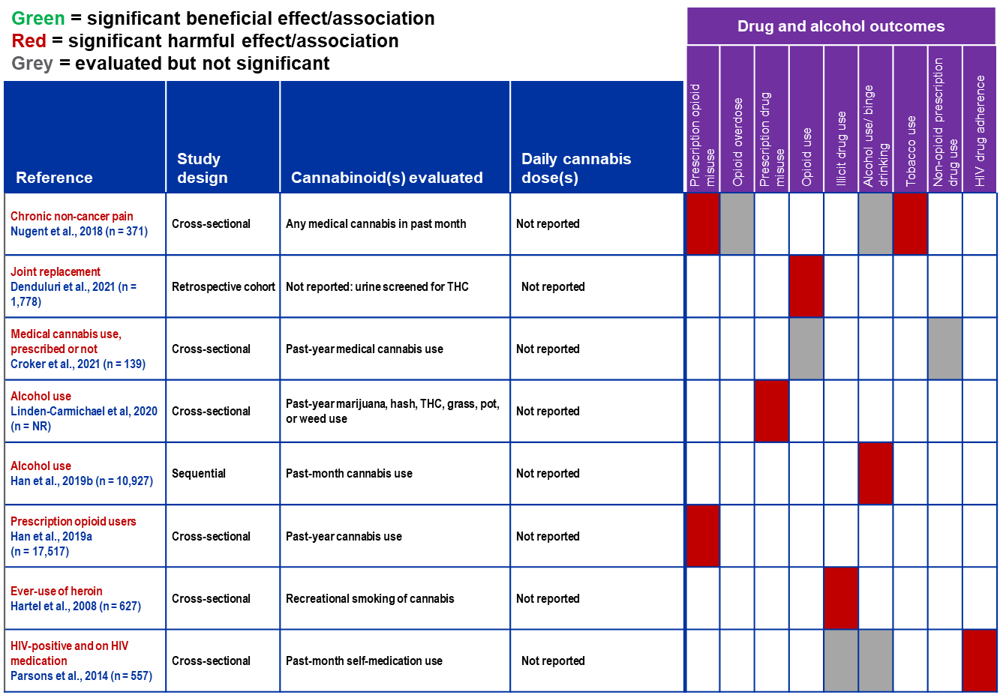 Green = significant beneficial effect/association
Red = significant harmful effect/association
Grey = evaluated but not significant
Drug and alcohol outcomes
Reference
Study
design
Cannabinoid(s) evaluated
Daily cannabis
dose(s)
Prescription opioid
misuse
Opioid overdose
Prescription drug
misuse
Opioid use
Illicit drug use
Alcohol use/ binge
drinking
Tobacco use
Non-opioid prescription
drug use
HIV drug adherence
Chronic non-cancer pain
Nugent et al., 2018 (n = 371)
Cross-sectional
Any medical cannabis in past month
Not reported
Joint replacement
Denduluri et al., 2021 (n =
1,778)
Retrospective cohort
Not reported: urine screened for THC
Not reported
Medical cannabis use,
prescribed or not
Croker et al., 2021 (n = 139)
Cross-sectional
Past-year medical cannabis use
Not reported
Alcohol use
Linden-Carmichael et al, 2020
(n = NR)
Cross-sectional
Past-year marijuana, hash, THC, grass, pot,
or weed use
Not reported
Alcohol use
Han et al., 2019b (n = 10,927)
Sequential
Past-month cannabis use
Not reported
Prescription opioid users
Han et al., 2019a
(n = 17,517)
Cross-sectional
Past-year cannabis use
Not reported
Ever-use of heroin
Hartel et al., 2008 (n = 627)
Cross-sectional
Recreational smoking of cannabis
Not reported
HIV-positive and on HIV
medication
Parsons et al., 2014 (n = 557)
Cross-sectional
Past-month self-medication use
Not reported